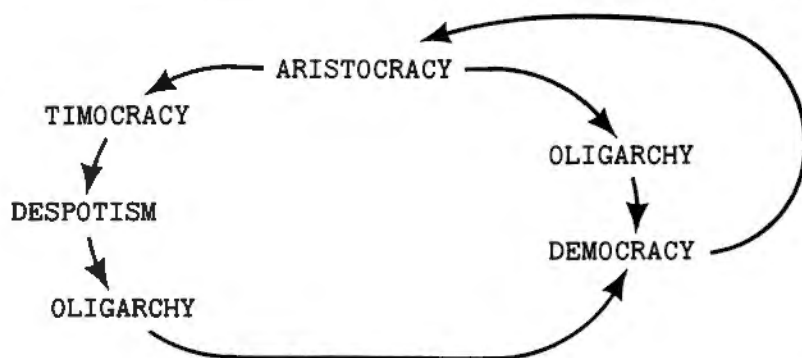 ARISTOCRACY
TIMOCRACY
OLIGARCHY
DESPOTISM
DEMOCRACY
OLIGARCHY